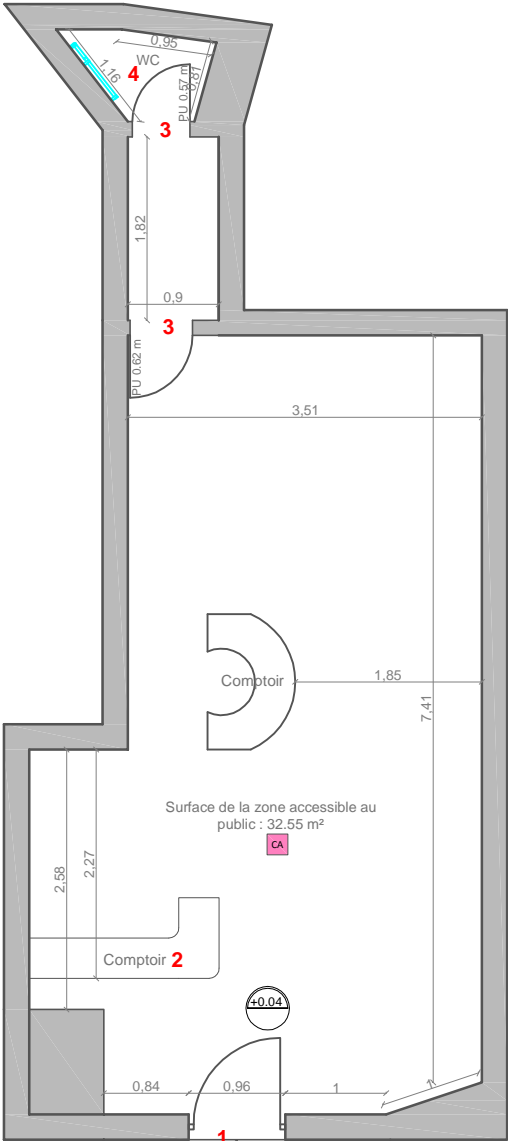 0,95
WC
1,16
4
0,81
PU 0.57 m
3
1,82
0,9
3
PU 0.62 m
3,51
Comptoir
1,85
7,41
Surface de la zone accessible au
public : 32.55 m²
CA
2,58
2,27
Comptoir 2
+0.04
0,84
0,96
1
1
1